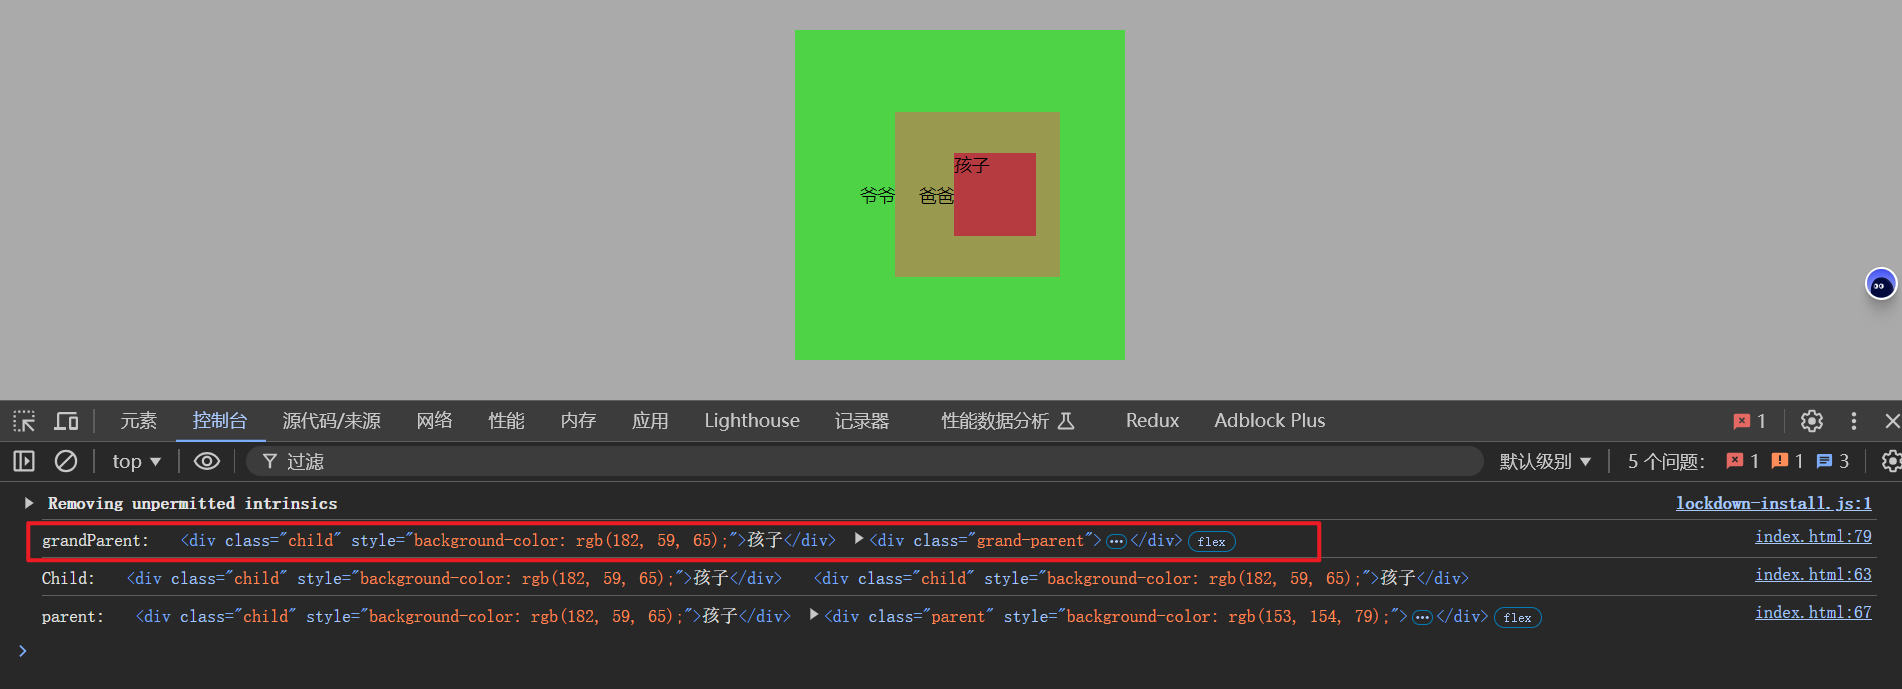 孩子
爷爷 爸爸
元素 控制台 源代码/来源 网络 性能 内存 应用 Lighthouse 记录器 性能数据分析 Redux Adblock Plus 1
top 过滤 默认级别 5 个问题: 1 1 3
Removing unpermitted intrinsics lockdown-install.js:1
grandParent: <div class="child" style="background-color: rgb(182, 59, 65);">孩子</div> <div class="grand-parent">…</div> flex index.html:79
Child: <div class="child" style="background-color: rgb(182, 59, 65);">孩子</div> <div class="child" style="background-color: rgb(182, 59, 65);">孩子</div> index.html:63
parent: <div class="child" style="background-color: rgb(182, 59, 65);">孩子</div> <div class="parent" style="background-color: rgb(153, 154, 79);">…</div> flex index.html:67